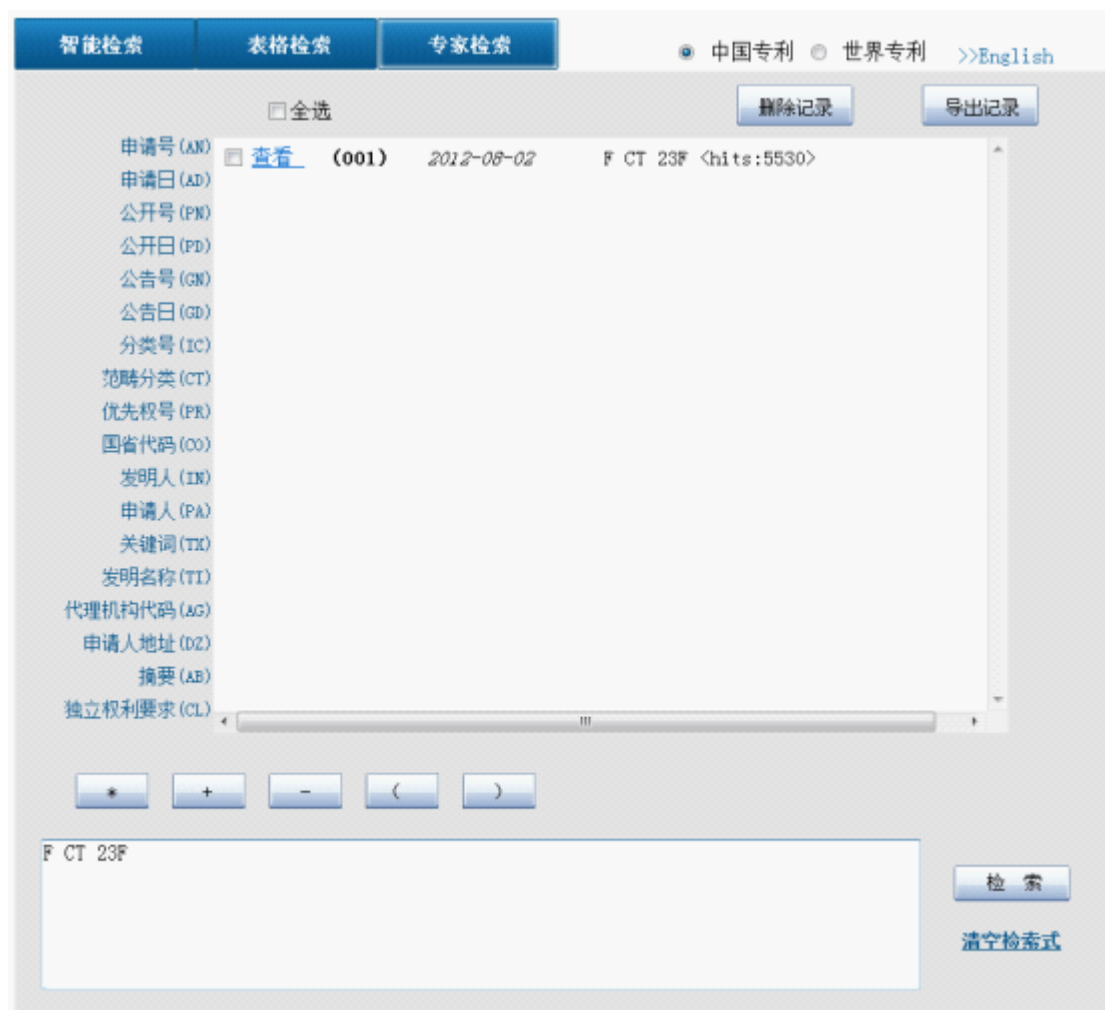 智能检索 表格检索 专家检索 中国专利 世界专利 >>English
全选 删除记录 导出记录
申请号(AN)
查看 (001) 2012-08-02 F CT 23F <hits:5530>
申请日(AD)
公开号(PN)
公开日(PD)
公告号(GN)
公告日(GD)
分类号(IC)
范畴分类(CT)
优先权号(PR)
国省代码(CO)
发明人(IN)
申请人(PA)
关键词(TX)
发明名称(TI)
代理机构代码(AG)
申请人地址(DZ)
摘要(AB)
独立权利要求(CL)
* + - ( )
F CT 23F
检 索
清空检索式